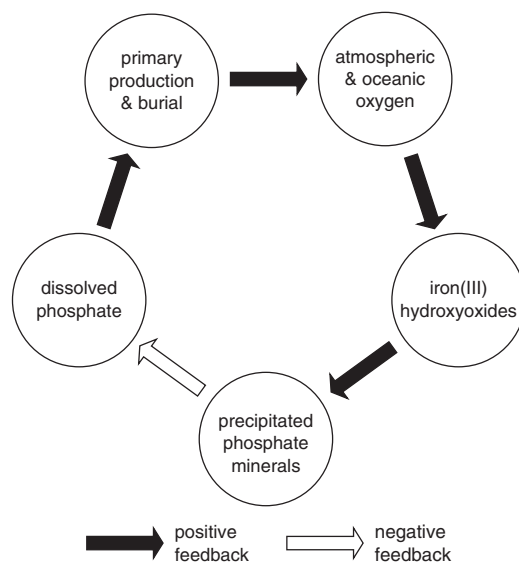 primary
production
& burial
atmospheric
& oceanic
oxygen
iron(III)
hydroxyoxides
precipitated
phosphate
minerals
dissolved
phosphate
positive
feedback
negative
feedback